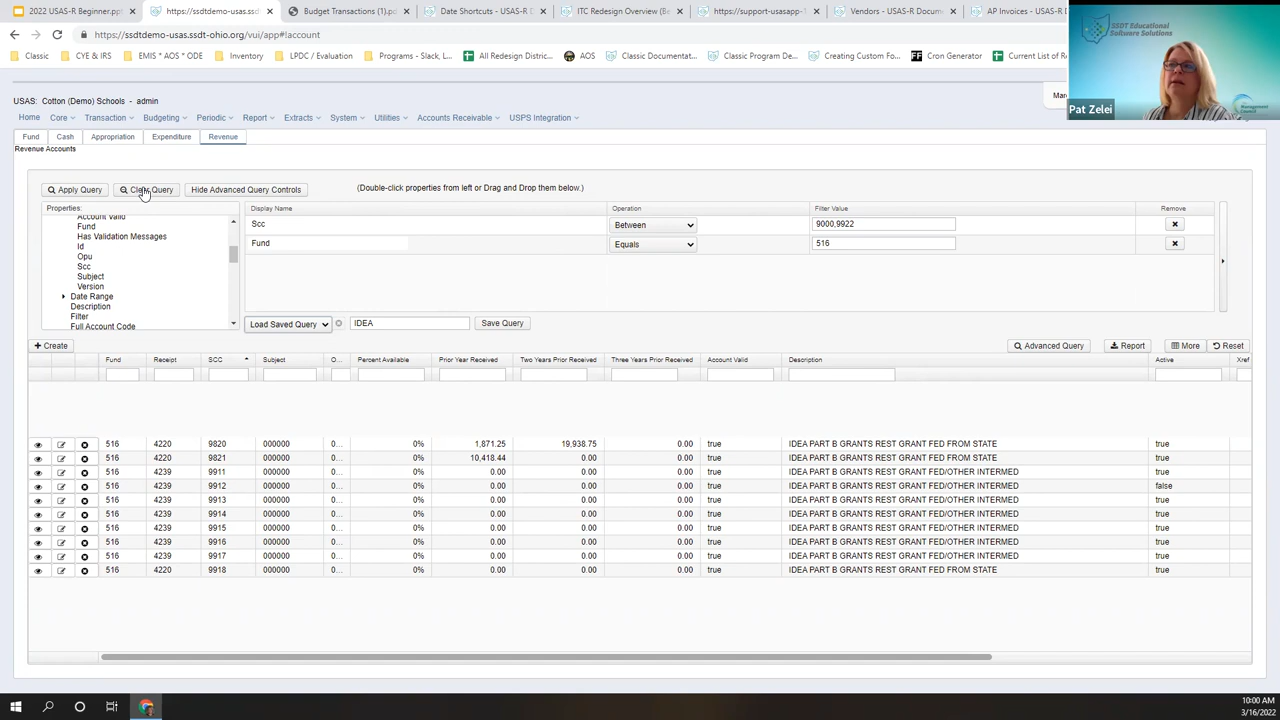 2022 USAS-R Beginner.pp
https://ssdtdemo-usas.ssd
Budget Transactions (1).p
Date Shortcuts - USAS-R D
ITC Redesign Overview (Be
https://support-usasapp-1
Vendors - USAS-R Docum
AP Invoices - USAS-R D
https://ssdtdemo-usas.ssdt-ohio.org/vui/app#!account
Classic
CYE & IRS
EMIS * AOS * ODE
Inventory
LPDC / Evaluation
Programs - Slack, L
All Redesign Distric...
AOS
Classic Documentat...
Classic Program De...
Creating Custom Fo...
Cron Generator
Current List of R
SSDT Educational
Software Solutions
Management
Council
Pat Zelei
USAS: Cotton (Demo) Schools - admin
Mar
Home Core Transaction Budgeting Periodic Report Extracts System Utilities Accounts Receivable USPS Integration
Fund Cash Appropriation Expenditure Revenue
Revenue Accounts
Apply Query Clear Query Hide Advanced Query Controls (Double-click properties from left or Drag and Drop them below.)
Properties: Display Name Operation Filter Value Remove
Account Valid
Fund
Has Validation Messages
Id
Opu
Scc
Subject
Version
Date Range
Description
Filter
Full Account Code
Scc Between 9000,9922
Fund Equals 516
Load Saved Query IDEA Save Query
Create Advanced Query Report More Reset
Fund Receipt SCC Subject O... Percent Available Prior Year Received Two Years Prior Received Three Years Prior Received Account Valid Description Active Xref
516 4220 9820 000000 0... 0% 1,871.25 19,938.75 0.00 true IDEA PART B GRANTS REST GRANT FED FROM STATE true
516 4220 9821 000000 0... 0% 10,418.44 0.00 0.00 true IDEA PART B GRANTS REST GRANT FED FROM STATE true
516 4239 9911 000000 0... 0% 0.00 0.00 0.00 true IDEA PART B GRANTS REST GRANT FED/OTHER INTERMED true
516 4239 9912 000000 0... 0% 0.00 0.00 0.00 true IDEA PART B GRANTS REST GRANT FED/OTHER INTERMED false
516 4239 9913 000000 0... 0% 0.00 0.00 0.00 true IDEA PART B GRANTS REST GRANT FED/OTHER INTERMED true
516 4239 9914 000000 0... 0% 0.00 0.00 0.00 true IDEA PART B GRANTS REST GRANT FED/OTHER INTERMED true
516 4239 9915 000000 0... 0% 0.00 0.00 0.00 true IDEA PART B GRANTS REST GRANT FED/OTHER INTERMED true
516 4239 9916 000000 0... 0% 0.00 0.00 0.00 true IDEA PART B GRANTS REST GRANT FED/OTHER INTERMED true
516 4239 9917 000000 0... 0% 0.00 0.00 0.00 true IDEA PART B GRANTS REST GRANT FED/OTHER INTERMED true
516 4220 9918 000000 0... 0% 0.00 0.00 0.00 true IDEA PART B GRANTS REST GRANT FED FROM STATE true
10:00 AM
3/16/2022